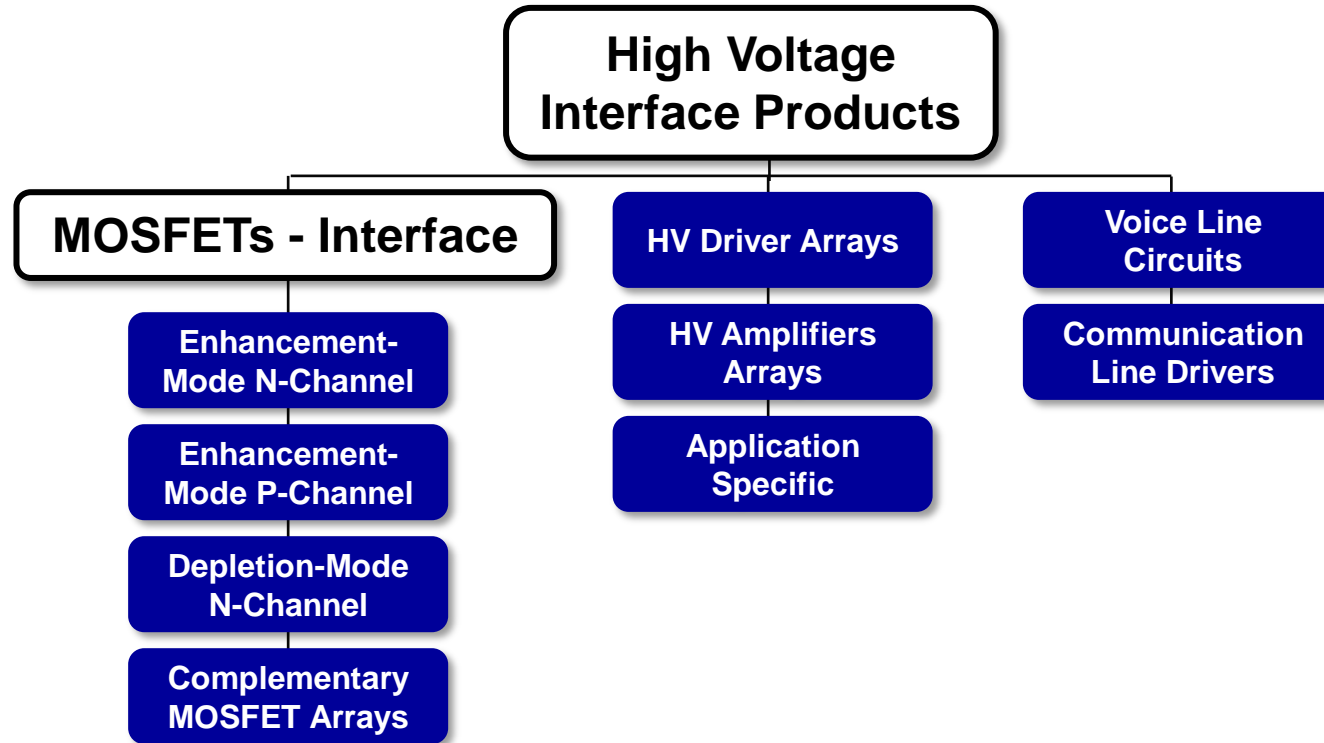 High Voltage
Interface Products
MOSFETs - Interface
Enhancement-
Mode N-Channel
Enhancement-
Mode P-Channel
Depletion-Mode
N-Channel
Complementary
MOSFET Arrays
HV Driver Arrays
HV Amplifiers
Arrays
Application
Specific
Voice Line
Circuits
Communication
Line Drivers